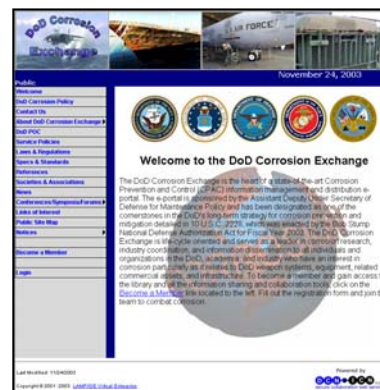 DoD Corrosion
Exchange
U.S. AIR FORCE
November 24, 2003
Public
Welcome
DoD Corrosion Policy
Contact Us
About DoD Corrosion Exchange
DoD POC
Service Policies
Laws & Regulations
Specs & Standards
References
Societies & Associations
News
Conferences/Symposia/Forums
Links of Interest
Public Site Map
Notices
Become a Member
Login
Welcome to the DoD Corrosion Exchange
The DoD Corrosion Exchange is the heart of a state-of-the-art Corrosion
Prevention and Control (CPAC) information management and distribution e-
portal. The e-portal is sponsored by the Assistant Deputy Under Secretary of
Defense for Maintenance Policy and has been designated as one of the
cornerstones in the DoD's long-term strategy for corrosion prevention and
mitigation detailed in 10 U.S.C. 2228, which was enacted by the Bob Stump
National Defense Authorization Act for Fiscal Year 2003. The DoD Corrosion
Exchange is life-cycle oriented and serves as a leader in corrosion research,
industry coordination, and information dissemination to all individuals and
organizations in the DoD, academia, and industry who have an interest in
corrosion particularly as it relates to DoD weapon systems, equipment, related
commercial assets, and infrastructure. To become a member and gain access to
the library and all the information sharing and collaboration tools, click on the
Become a Member link located to the left. Fill out the registration form and join the
team to combat corrosion.
Last Modified: 11/24/2003
Powered by
Copyright © 2001-2003